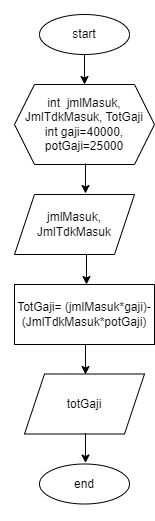 start
int jmlMasuk,
JmlTdkMasuk, TotGaji
int gaji=40000,
potGaji=25000
jmlMasuk,
JmlTdkMasuk
TotGaji= (jmlMasuk*gaji)-
(JmlTdkMasuk*potGaji)
totGaji
end